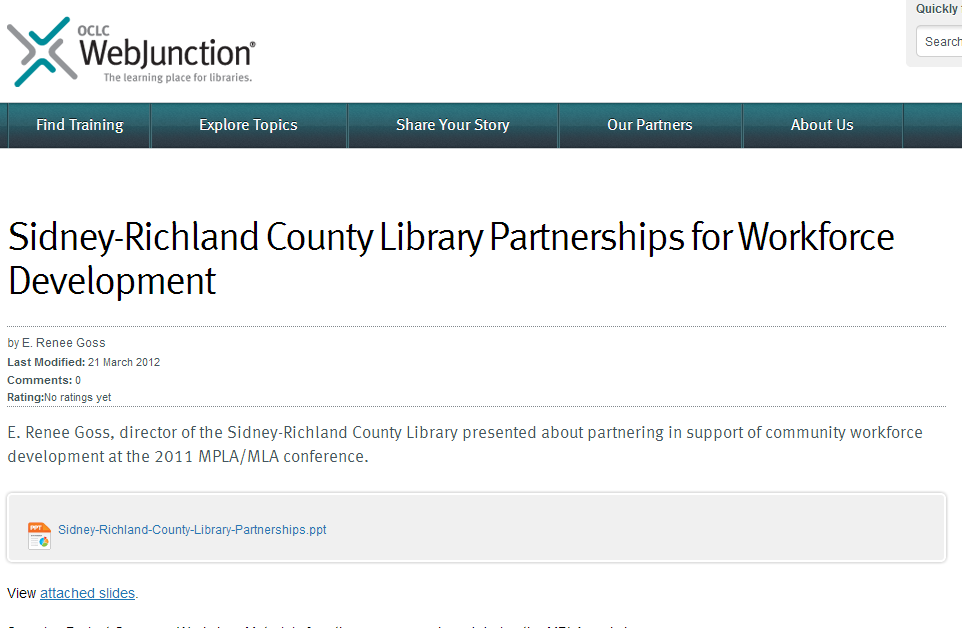 OCLC
WebJunction®
The learning place for libraries.
Quickly
Search
Find Training
Explore Topics
Share Your Story
Our Partners
About Us
Sidney-Richland County Library Partnerships for Workforce
Development
by E. Renee Goss
Last Modified: 21 March 2012
Comments: 0
Rating:No ratings yet
E. Renee Goss, director of the Sidney-Richland County Library presented about partnering in support of community workforce
development at the 2011 MPLA/MLA conference.
PPT
Sidney-Richland-County-Library-Partnerships.ppt
View attached slides.